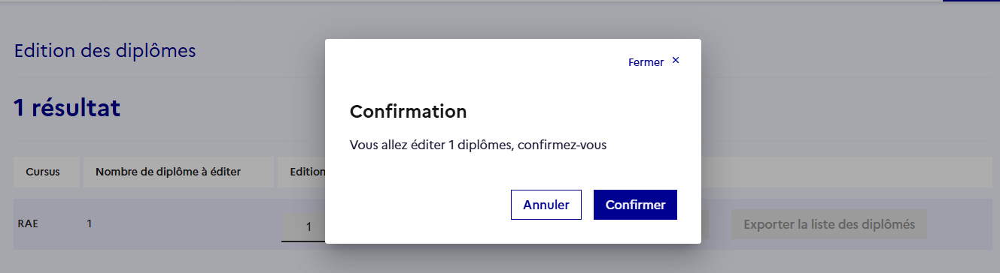 Edition des diplômes
Fermer ×
1 résultat
Confirmation
Vous allez éditer 1 diplômes, confirmez-vous
Cursus Nombre de diplôme à éditer Edition
Annuler Confirmer
RAE 1 1 Exporter la liste des diplômés